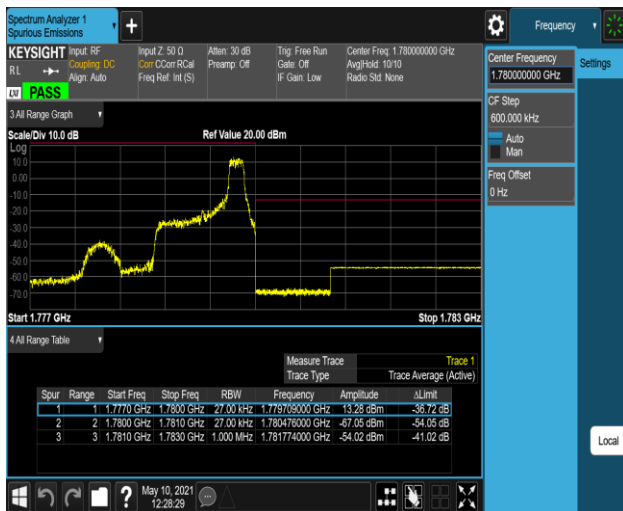 Spectrum Analyzer 1
Spurious Emissions
+
Frequency
KEYSIGHT Input: RF Input Z: 50 Ω Atten: 30 dB Trig: Free Run Center Freq: 1.780000000 GHz
RL Coupling: DC Corr CCorr RCal Preamp: Off Gate: Off Avg|Hold: 10/10
Align: Auto Freq Ref: Int (S) IF Gain: Low Radio Std: None
LXI PASS
3 All Range Graph
Scale/Div 10.0 dB Ref Value 20.00 dBm
Log
10.0
0.00
-10.0
-20.0
-30.0
-40.0
-50.0
-60.0
-70.0
Start 1.777 GHz Stop 1.783 GHz
4 All Range Table
Measure Trace Trace 1
Trace Type Trace Average (Active)
Spur Range Start Freq Stop Freq RBW Frequency Amplitude ΔLimit
1 1 1.7770 GHz 1.7800 GHz 27.00 kHz 1.779709000 GHz 13.28 dBm -36.72 dB
2 2 1.7800 GHz 1.7810 GHz 27.00 kHz 1.780476000 GHz -67.05 dBm -54.05 dB
3 3 1.7810 GHz 1.7830 GHz 1.000 MHz 1.781774000 GHz -54.02 dBm -41.02 dB
?
May 10, 2021
12:28:29
Center Frequency
1.780000000 GHz
Settings
CF Step
600.000 kHz
Auto
Man
Freq Offset
0 Hz
Local